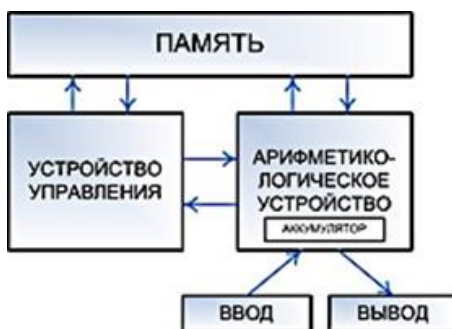 ПАМЯТЬ
УСТРОЙСТВО
УПРАВЛЕНИЯ
АРИФМЕТИКО-
ЛОГИЧЕСКОЕ
УСТРОЙСТВО
АККУМУЛЯТОР
ВВОД
ВЫВОД